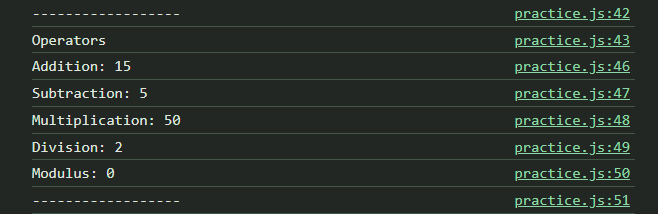 ------------------ practice.js:42
Operators practice.js:43
Addition: 15 practice.js:46
Subtraction: 5 practice.js:47
Multiplication: 50 practice.js:48
Division: 2 practice.js:49
Modulus: 0 practice.js:50
------------------ practice.js:51